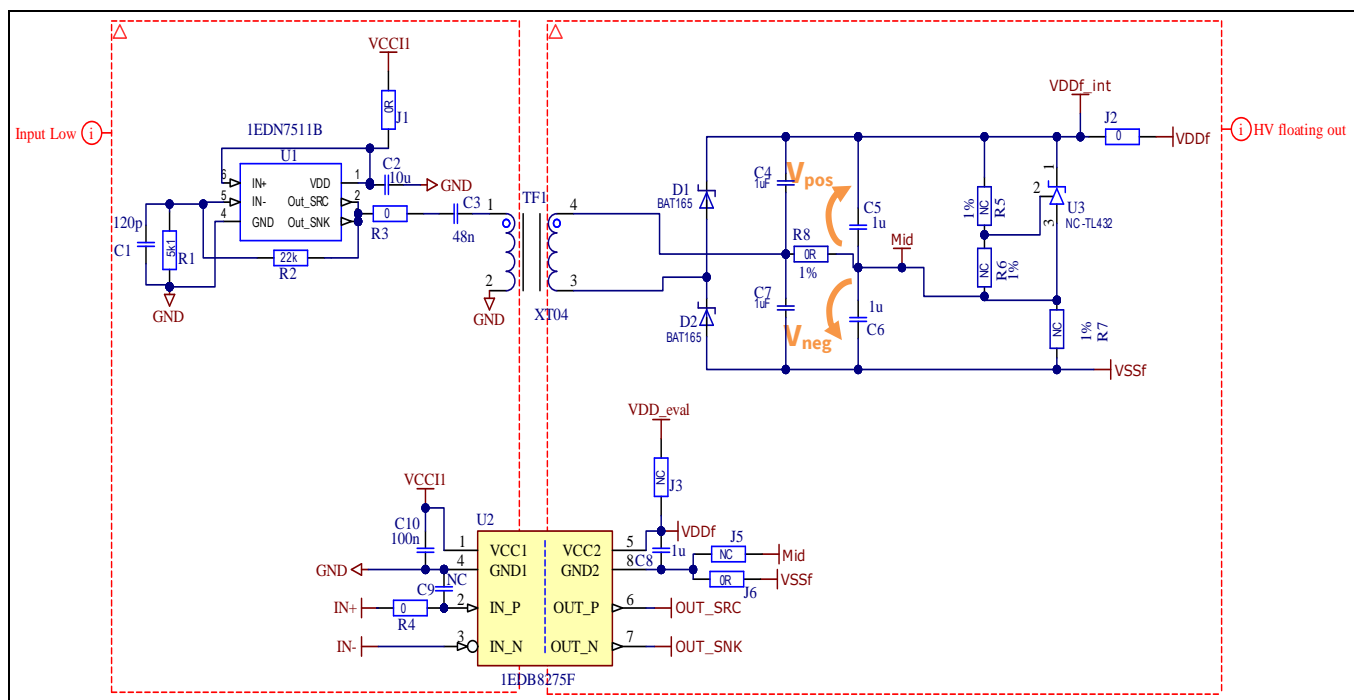 VCCI1
0R
J1
Input Low i
1EDN7511B
U1
6 IN+ VDD 1
5 IN- Out_SRC 2
4 GND Out_SNK 3
C2
10u
GND
120p
C1
5k1
R1
GND
22k
R2
0
R3
C3
48n
TF1
1
2
4
3
GND
XT04
D1
BAT165
D2
BAT165
C4
1uF
C7
1uF
Vpos
Vneg
R8
0R
1%
C5
1u
1u
C6
Mid
1%
NC
R5
NC
R6
1%
1
2
3
U3
NC-TL432
NC
1%
R7
VDDf_int
J2
0
VDDf
i HV floating out
VSSf
VDD_eval
NC
J3
VDDf
1u
C8
J5
NC
Mid
0R
J6
VSSf
VCCI1
C10
100n
GND
NC
C9
IN+
0
R4
IN-
U2
1 VCC1 VCC2 5
4 GND1 GND2 8
2 IN_P OUT_P 6
3 IN_N OUT_N 7
OUT_SRC
OUT_SNK
1EDB8275F